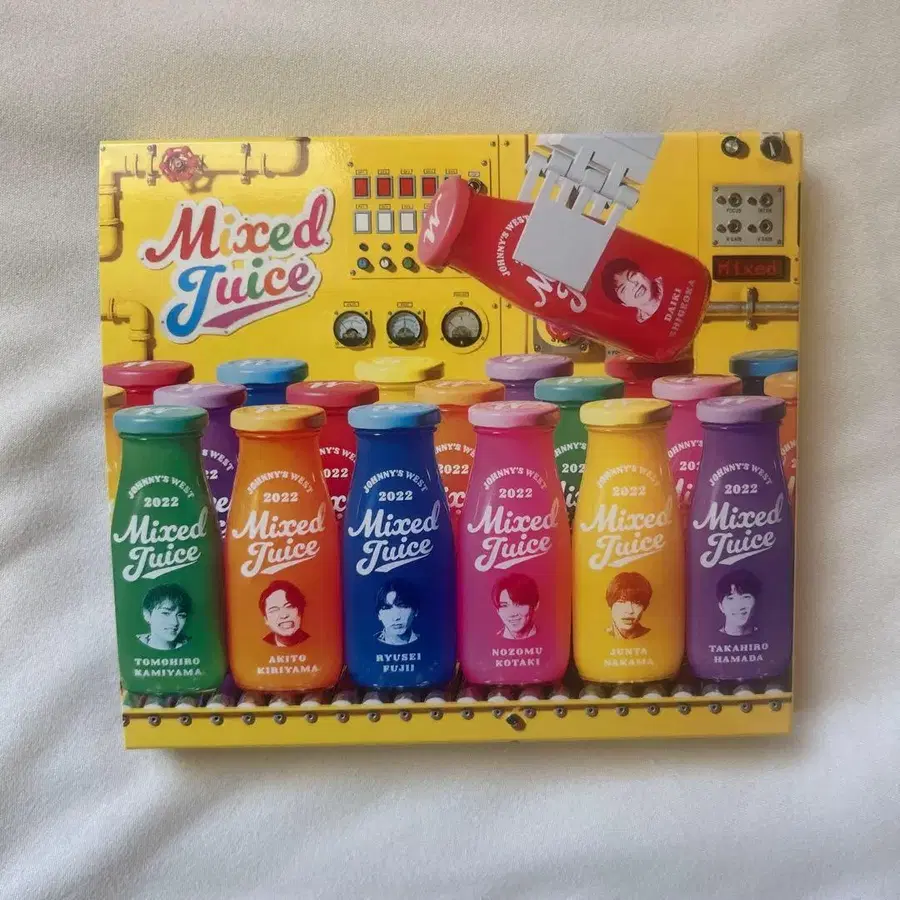 Mixed
Juice
JOHNNY'S WEST
Mi
J
DAIKI
SHIGEOKA
Mixed
JOHNNY'S WEST
2022
Mixed
Juice
TOMOHIRO
KAMIYAMA
JOHNNY'S WEST
2022
Mixed
Juice
AKITO
KIRIYAMA
JOHNNY'S WEST
2022
Mixed
Juice
RYUSEI
FUJII
JOHNNY'S WEST
2022
Mixed
Juice
NOZOMU
KOTAKI
JOHNNY'S WEST
2022
Mixed
Juice
JUNTA
NAKAMA
JOHNNY'S WEST
2022
Mixed
Juice
TAKAHIRO
HAMADA